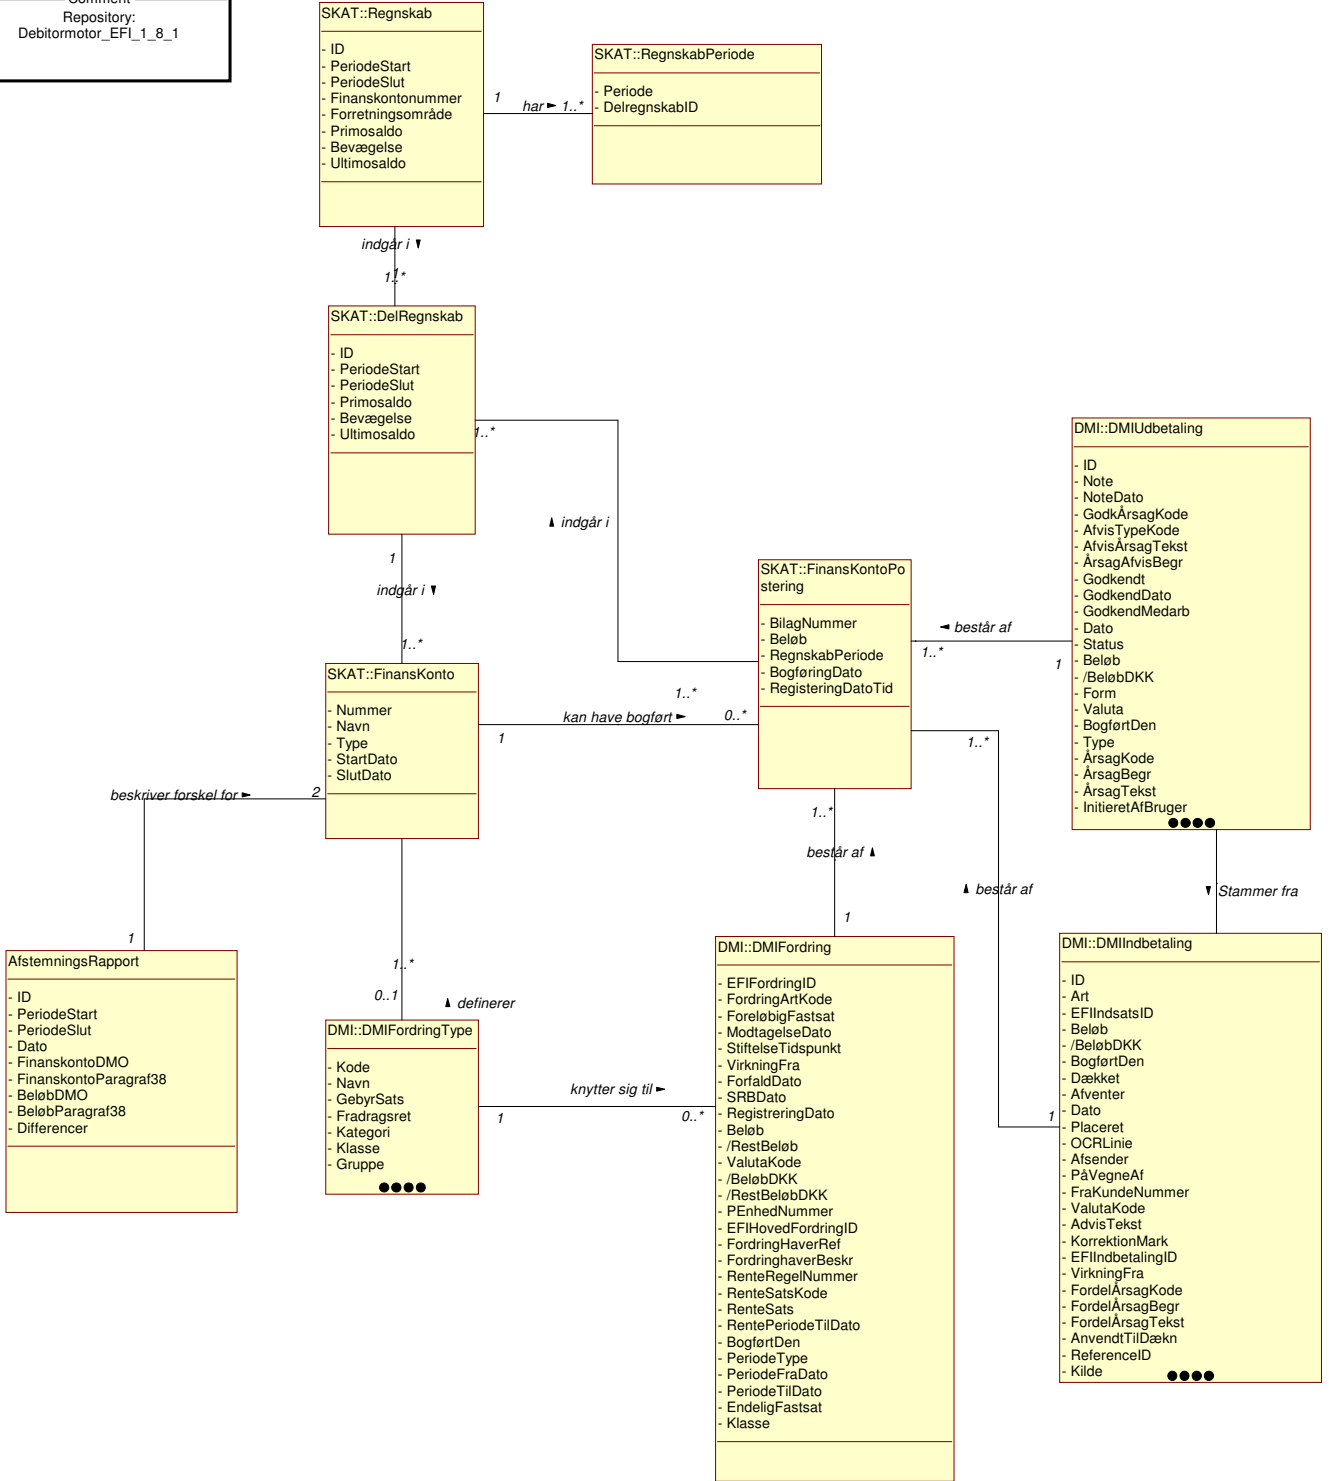 Comment
Repository:
Debitormotor_EFI_1_8_1
SKAT::Regnskab
- ID
- PeriodeStart
- PeriodeSlut
- Finanskontonummer
- Forretningsområde
- Primosaldo
- Bevægelse
- Ultimosaldo
1
har ► 1..*
SKAT::RegnskabPeriode
- Periode
- DelregnskabID
indgår i ▼
1
1..*
SKAT::DelRegnskab
- ID
- PeriodeStart
- PeriodeSlut
- Primosaldo
- Bevægelse
- Ultimosaldo
1..*
▲ indgår i
1
indgår i ▼
1..*
SKAT::FinansKonto
- Nummer
- Navn
- Type
- StartDato
- SlutDato
1
kan have bogført ►
1..*
0..*
SKAT::FinansKontoPo
stering
- BilagNummer
- Beløb
- RegnskabPeriode
- BogføringDato
- RegisteringDatoTid
◄ består af
1..*
1
DMI::DMIUdbetaling
- ID
- Note
- NoteDato
- GodkÅrsagKode
- AfvisTypeKode
- AfvisÅrsagTekst
- ÅrsagAfvisBegr
- Godkendt
- GodkendDato
- GodkendMedarb
- Dato
- Status
- Beløb
- /BeløbDKK
- Form
- Valuta
- BogførtDen
- Type
- ÅrsagKode
- ÅrsagBegr
- ÅrsagTekst
- InitieretAfBruger
beskriver forskel for ►
2
1
1..*
består af ▲
1
1..*
▲ består af
1
▼ Stammer fra
AfstemningsRapport
- ID
- PeriodeStart
- PeriodeSlut
- Dato
- FinanskontoDMO
- FinanskontoParagraf38
- BeløbDMO
- BeløbParagraf38
- Differencer
1..*
0..1
▲ definerer
DMI::DMIFordringType
- Kode
- Navn
- GebyrSats
- Fradragsret
- Kategori
- Klasse
- Gruppe
knytter sig til ►
1
0..*
DMI::DMIFordring
- EFIFordringID
- FordringArtKode
- ForeløbigFastsat
- ModtagelseDato
- StiftelseTidspunkt
- VirkningFra
- ForfaldDato
- SRBDato
- RegistreringDato
- Beløb
- /RestBeløb
- ValutaKode
- /BeløbDKK
- /RestBeløbDKK
- PEnhedNummer
- EFIHovedFordringID
- FordringHaverRef
- FordringhaverBeskr
- RenteRegelNummer
- RenteSatsKode
- RenteSats
- RentePeriodeTilDato
- BogførtDen
- PeriodeType
- PeriodeFraDato
- PeriodeTilDato
- EndeligFastsat
- Klasse
DMI::DMIIndbetaling
- ID
- Art
- EFIIndsatsID
- Beløb
- /BeløbDKK
- BogførtDen
- Dækket
- Afventer
- Dato
- Placeret
- OCRLinie
- Afsender
- PåVegneAf
- FraKundeNummer
- ValutaKode
- AdvisTekst
- KorrektionMark
- EFIIndbetalingID
- VirkningFra
- FordelÅrsagKode
- FordelÅrsagBegr
- FordelÅrsagTekst
- AnvendtTilDækn
- ReferenceID
- Kilde